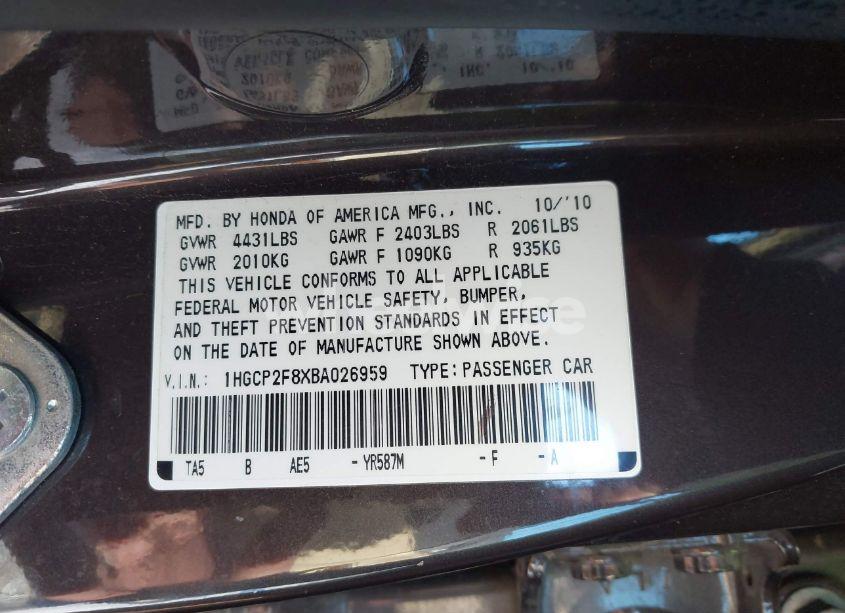 MFD. BY HONDA OF AMERICA MFG., INC. 10/'10
GVWR 4431LBS GAWR F 2403LBS R 2061LBS
GVWR 2010KG GAWR F 1090KG R 935KG
THIS VEHICLE CONFORMS TO ALL APPLICABLE
FEDERAL MOTOR VEHICLE SAFETY, BUMPER,
AND THEFT PREVENTION STANDARDS IN EFFECT
ON THE DATE OF MANUFACTURE SHOWN ABOVE.
V.I.N.: 1HGCP2F8XBA026959 TYPE: PASSENGER CAR
TA5 B AE5 -YR587M -F -A